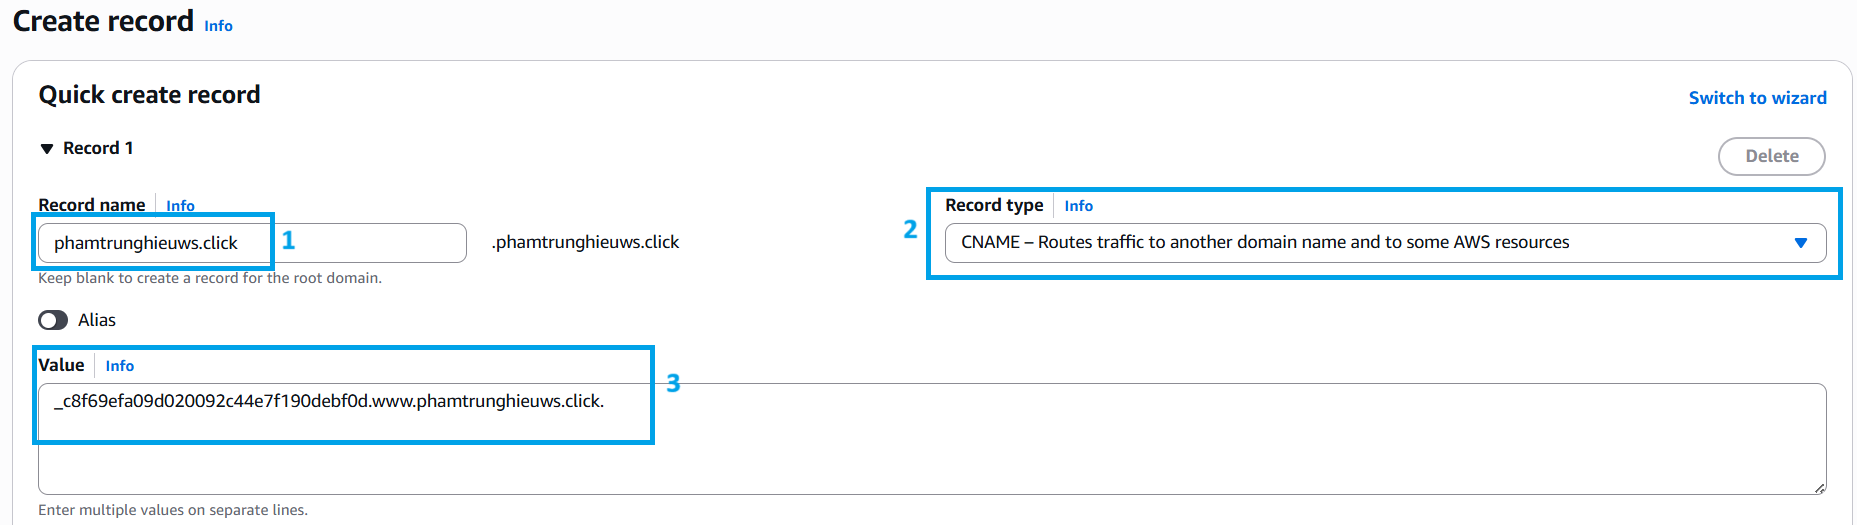 Create record Info
Quick create record
Switch to wizard
Record 1
Delete
Record name Info
phamtrunghieuws.click
1
.phamtrunghieuws.click
Keep blank to create a record for the root domain.
2
Record type Info
CNAME – Routes traffic to another domain name and to some AWS resources
Alias
Value Info
3
_c8f69efa09d020092c44e7f190debf0d.www.phamtrunghieuws.click.
Enter multiple values on separate lines.